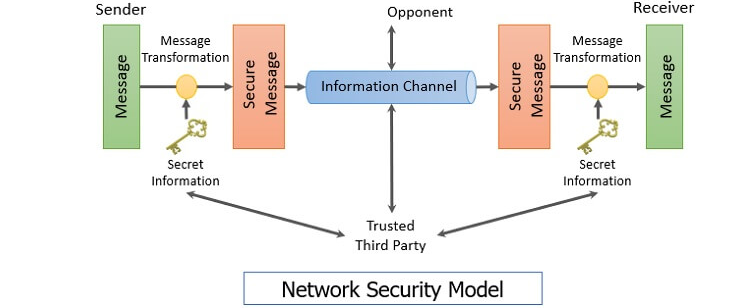 Sender
Opponent
Receiver
Message
Message
Transformation
Secure
Message
Information Channel
Secure
Message
Message
Transformation
Message
Secret
Information
Secret
Information
Trusted
Third Party
Network Security Model